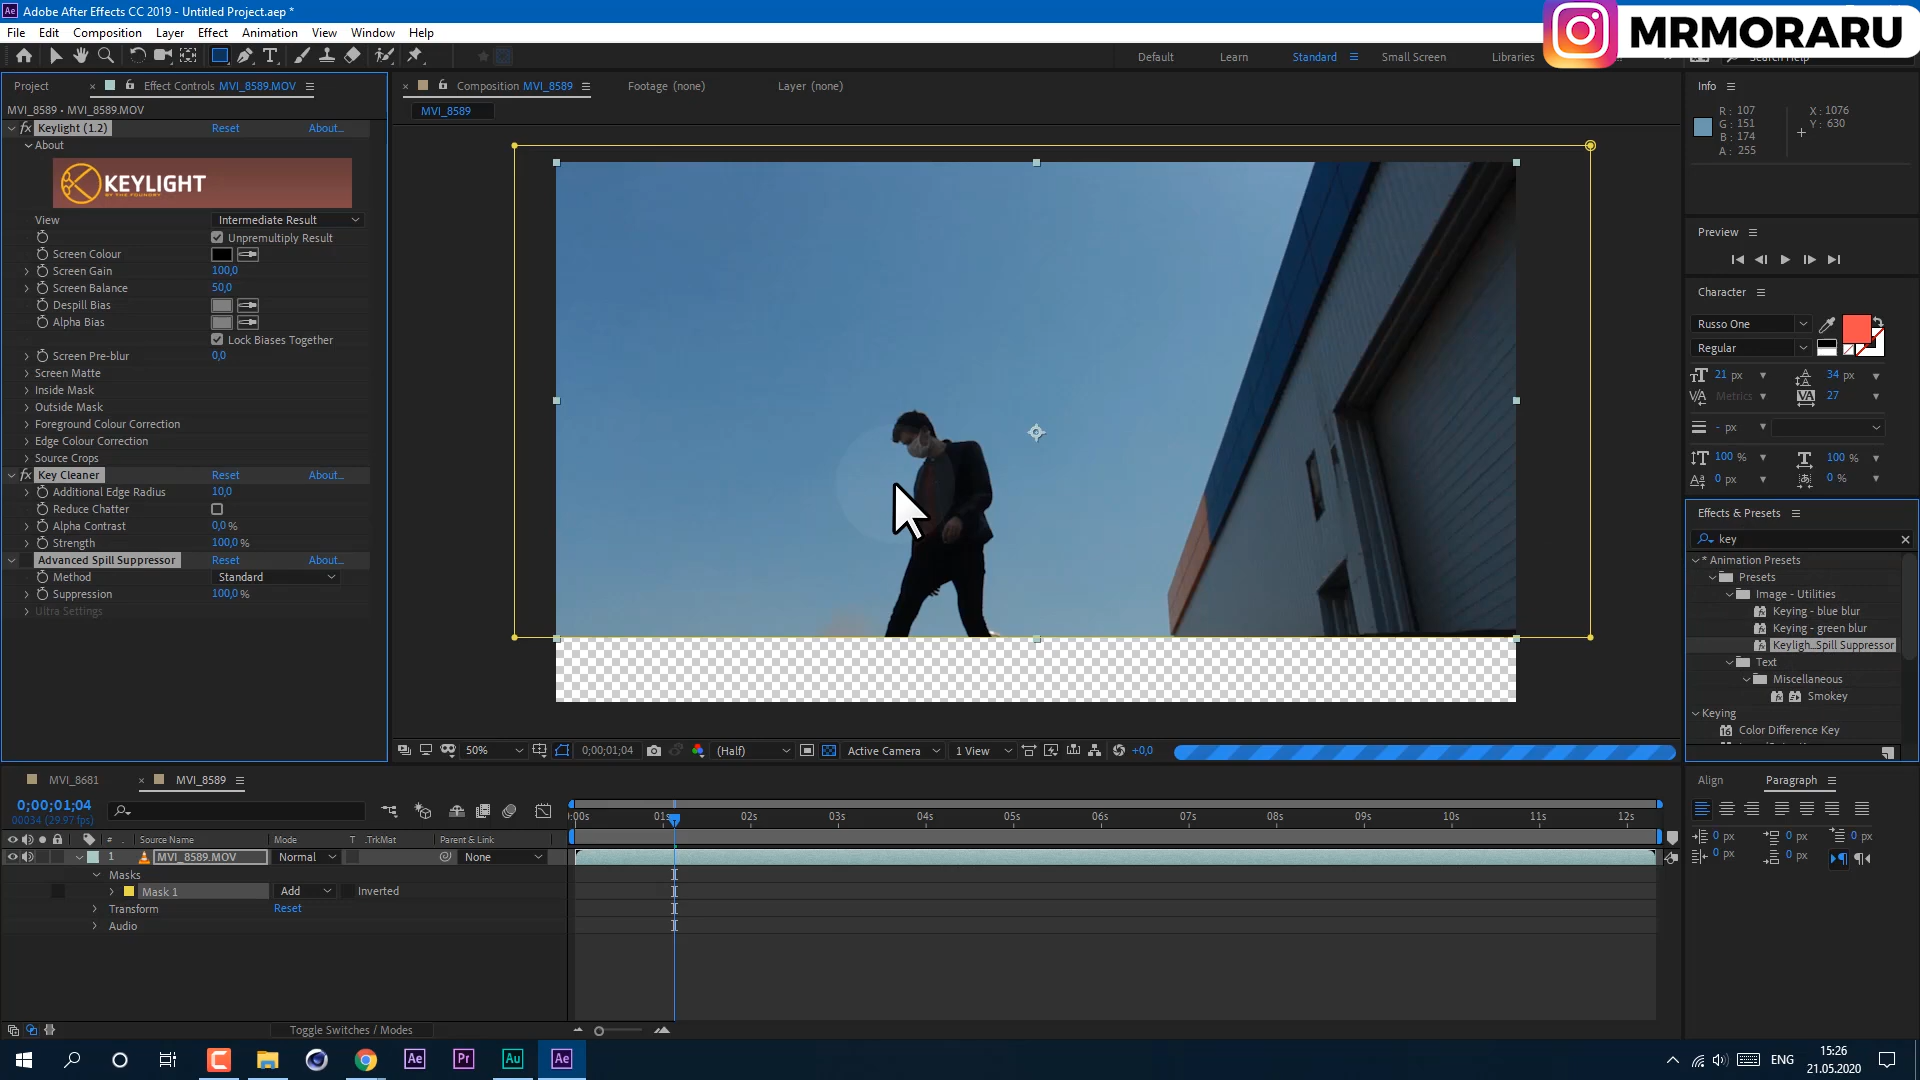 Adobe After Effects CC 2019 - Untitled Project.aep *
MRMORARU
File Edit Composition Layer Effect Animation View Window Help
Default Learn Standard Small Screen Libraries
Project Effect Controls MVI_8589.MOV
Composition MVI_8589 Footage (none) Layer (none)
MVI_8589 • MVI_8589.MOV
MVI_8589
Keylight (1.2) Reset About...
About
KEYLIGHT
BY THE FOUNDRY
View Intermediate Result
Unpremultiply Result
Screen Colour
Screen Gain 100,0
Screen Balance 50,0
Despill Bias
Alpha Bias
Lock Biases Together
Screen Pre-blur 0,0
Screen Matte
Inside Mask
Outside Mask
Foreground Colour Correction
Edge Colour Correction
Source Crops
Key Cleaner Reset About...
Additional Edge Radius 10,0
Reduce Chatter
Alpha Contrast 0,0 %
Strength 100,0 %
Advanced Spill Suppressor Reset About...
Method Standard
Suppression 100,0 %
Ultra Settings
Info
R : 107 X : 1076
G : 151 Y : 630
B : 174
A : 255
Preview
Character
Russo One
Regular
21 px 34 px
Metrics 27
- px
100 % 100 %
0 px 0 %
Effects & Presets
key
* Animation Presets
Presets
Image - Utilities
Keying - blue blur
Keying - green blur
Keyligh...Spill Suppressor
Text
Miscellaneous
Smokey
Keying
Color Difference Key
50% 0;00;01;04 (Half) Active Camera 1 View +0,0
MVI_8681 MVI_8589
0;00;01;04
00034 (29.97 fps)
:00s 01s 02s 03s 04s 05s 06s 07s 08s 09s 10s 11s 12s
# Source Name Mode T .TrkMat Parent & Link
1 MVI_8589.MOV Normal None
Masks
Mask 1 Add Inverted
Transform Reset
Audio
Toggle Switches / Modes
Align Paragraph
0 px 0 px 0 px
0 px 0 px
Ae Pr Au Ae
ENG
15:26
21.05.2020